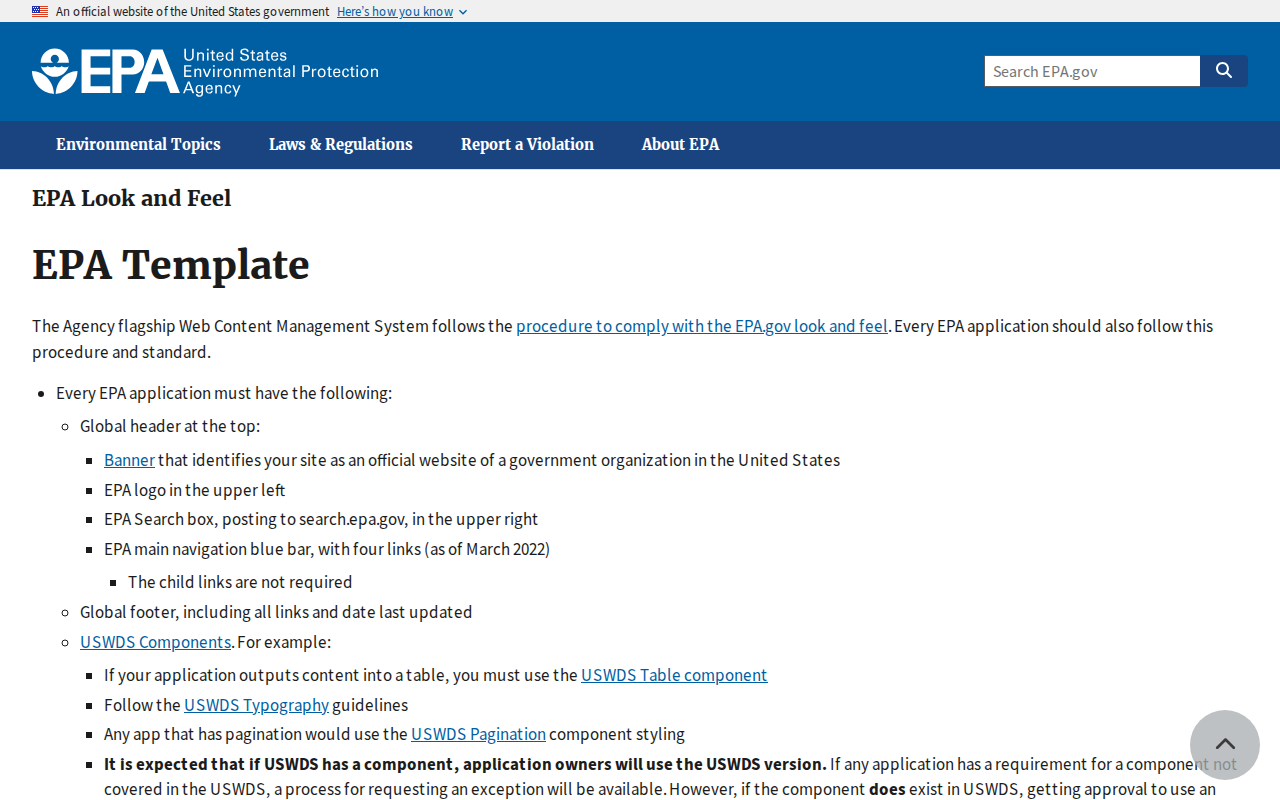 An official website of the United States government Here's how you know
EPA United States
Environmental Protection
Agency
Search EPA.gov
Environmental Topics Laws & Regulations Report a Violation About EPA
EPA Look and Feel
EPA Template
The Agency flagship Web Content Management System follows the procedure to comply with the EPA.gov look and feel. Every EPA application should also follow this
procedure and standard.
Every EPA application must have the following:
Global header at the top:
Banner that identifies your site as an official website of a government organization in the United States
EPA logo in the upper left
EPA Search box, posting to search.epa.gov, in the upper right
EPA main navigation blue bar, with four links (as of March 2022)
The child links are not required
Global footer, including all links and date last updated
USWDS Components. For example:
If your application outputs content into a table, you must use the USWDS Table component
Follow the USWDS Typography guidelines
Any app that has pagination would use the USWDS Pagination component styling
It is expected that if USWDS has a component, application owners will use the USWDS version. If any application has a requirement for a component not
covered in the USWDS, a process for requesting an exception will be available. However, if the component does exist in USWDS, getting approval to use an